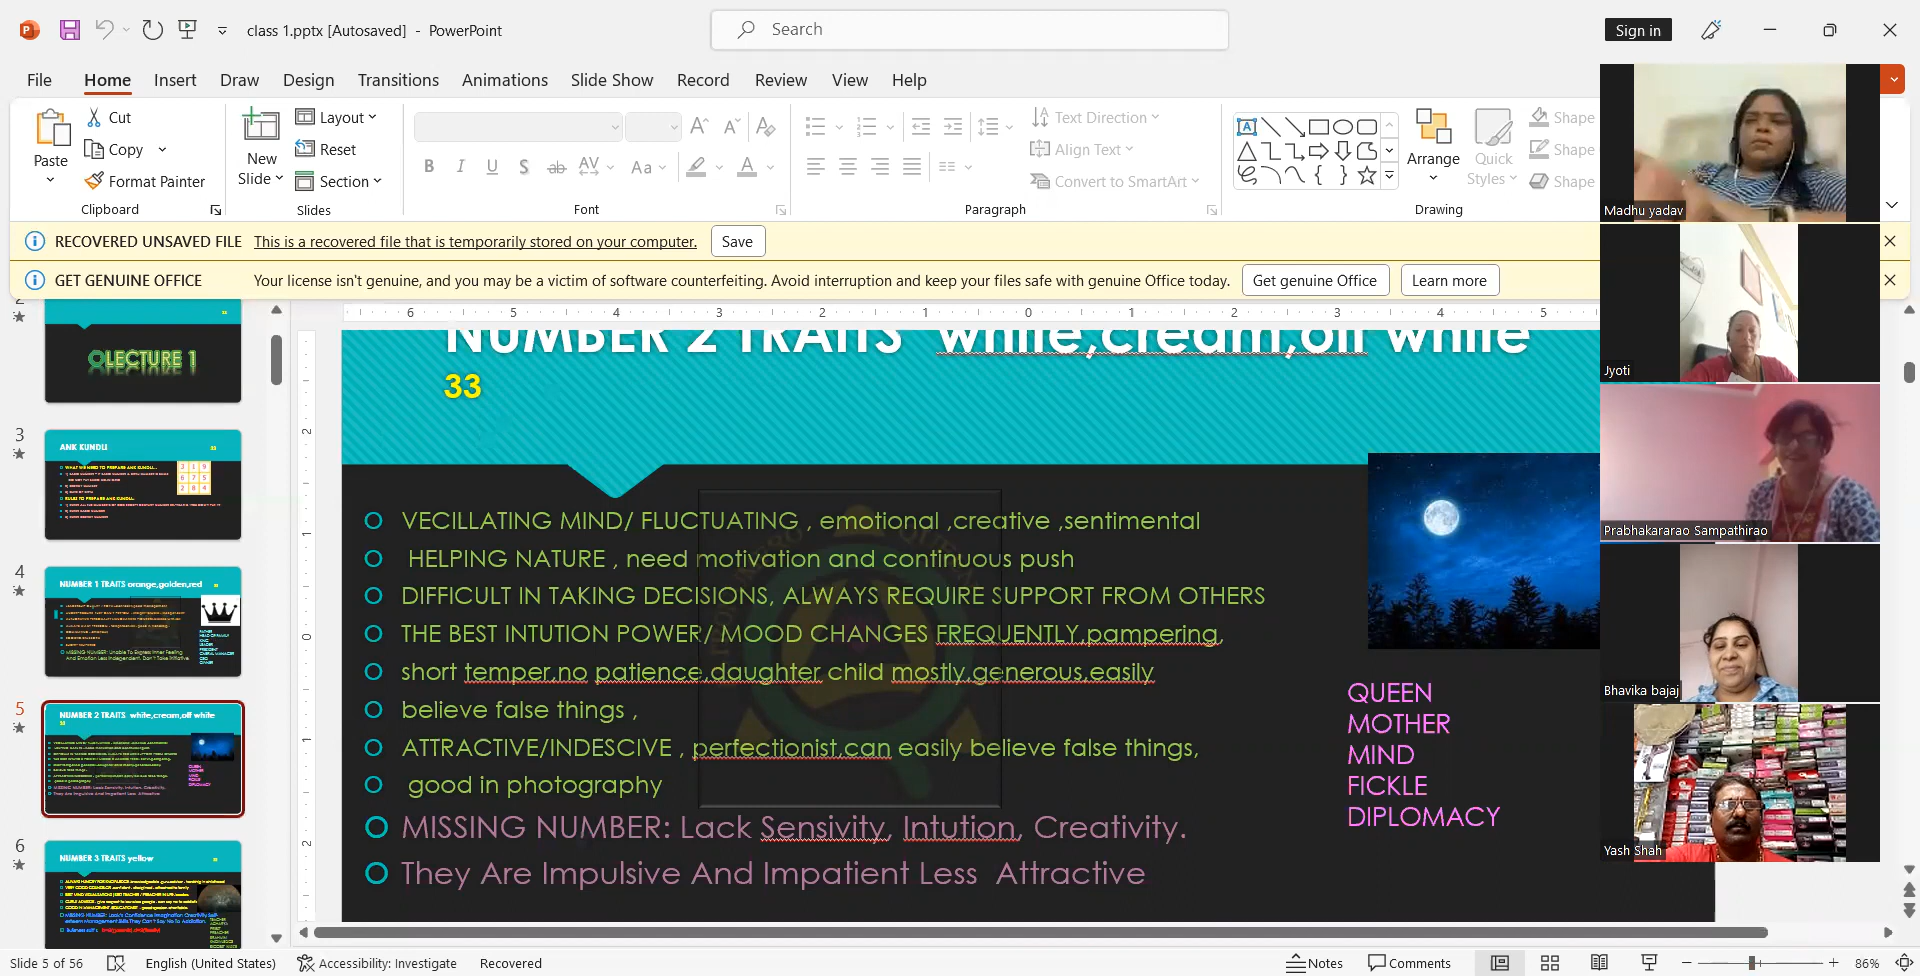 class 1.pptx [Autosaved] - PowerPoint
Search
Sign in
File Home Insert Draw Design Transitions Animations Slide Show Record Review View Help
Paste
Cut
Copy
Format Painter
Clipboard
New Slide
Layout
Reset
Section
Slides
Font
Text Direction
Align Text
Convert to SmartArt
Paragraph
Arrange
Quick Styles
Shape
Shape
Shape
Drawing
RECOVERED UNSAVED FILE This is a recovered file that is temporarily stored on your computer. Save
GET GENUINE OFFICE Your license isn't genuine, and you may be a victim of software counterfeiting. Avoid interruption and keep your files safe with genuine Office today. Get genuine Office Learn more
2
LECTURE 1
3
ANK KUNDLI
4
NUMBER 1 TRAITS orange,golden,red
5
NUMBER 2 TRAITS white,cream,off white
6
NUMBER 3 TRAITS yellow
NUMBER 2 TRAITS while,cream,off while
33
VECILLATING MIND/ FLUCTUATING , emotional ,creative ,sentimental
HELPING NATURE , need motivation and continuous push
DIFFICULT IN TAKING DECISIONS, ALWAYS REQUIRE SUPPORT FROM OTHERS
THE BEST INTUTION POWER/ MOOD CHANGES FREQUENTLY,pampering,
short temper,no patience,daughter child mostly,generous,easily
believe false things ,
ATTRACTIVE/INDESCIVE , perfectionist,can easily believe false things,
good in photography
MISSING NUMBER: Lack Sensivity, Intution, Creativity.
They Are Impulsive And Impatient Less Attractive
QUEEN
MOTHER
MIND
FICKLE
DIPLOMACY
Madhu yadav
Jyoti
Prabhakararao Sampathirao
Bhavika bajaj
Yash Shah
Slide 5 of 56 English (United States) Accessibility: Investigate Recovered Notes Comments 86%